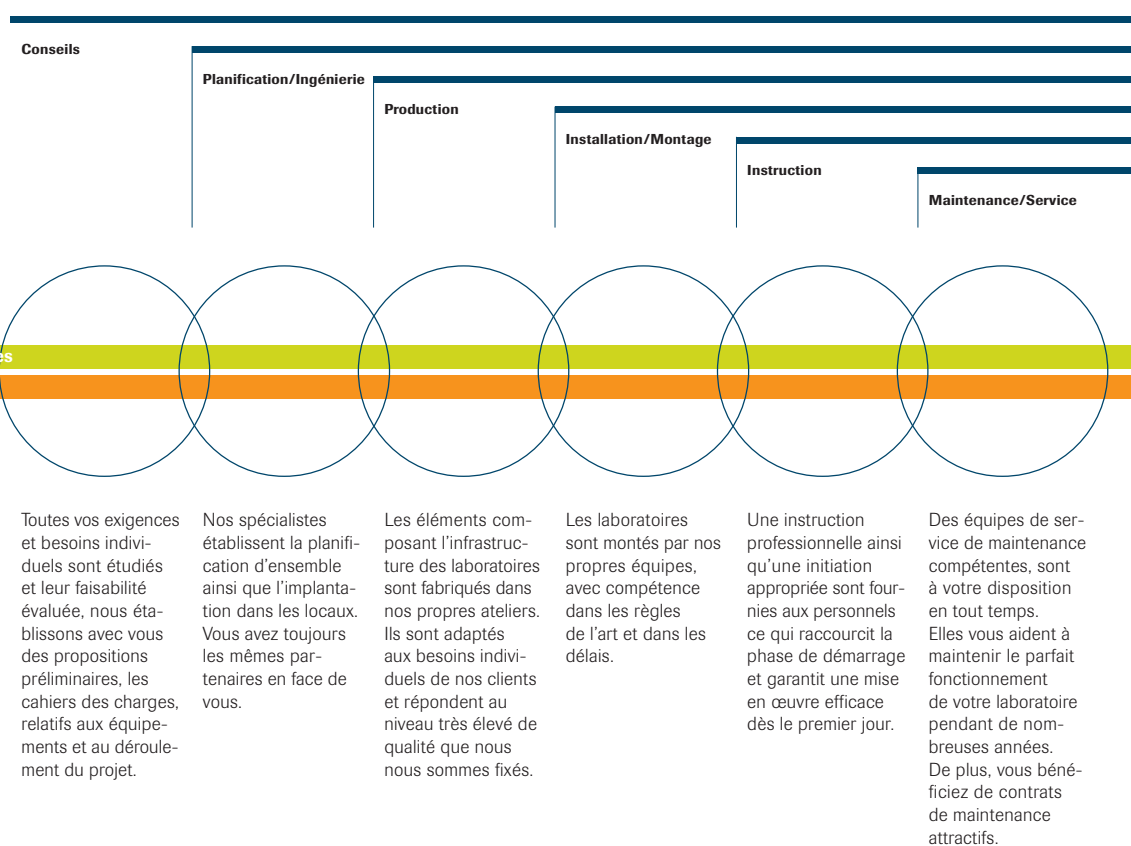 Conseils
Planification/Ingénierie
Production
Installation/Montage
Instruction
Maintenance/Service
es
Toutes vos exigences
et besoins indivi-
duels sont étudiés
et leur faisabilité
évaluée, nous éta-
blissons avec vous
des propositions
préliminaires, les
cahiers des charges,
relatifs aux équipe-
ments et au déroule-
ment du projet.
Nos spécialistes
établissent la planifi-
cation d'ensemble
ainsi que l'implanta-
tion dans les locaux.
Vous avez toujours
les mêmes par-
tenaires en face de
vous.
Les éléments com-
posant l'infrastruc-
ture des laboratoires
sont fabriqués dans
nos propres ateliers.
Ils sont adaptés
aux besoins indivi-
duels de nos clients
et répondent au
niveau très élevé de
qualité que nous
nous sommes fixés.
Les laboratoires
sont montés par nos
propres équipes,
avec compétence
dans les règles
de l'art et dans les
délais.
Une instruction
professionnelle ainsi
qu'une initiation
appropriée sont four-
nies aux personnels
ce qui raccourcit la
phase de démarrage
et garantit une mise
en œuvre efficace
dès le premier jour.
Des équipes de ser-
vice de maintenance
compétentes, sont
à votre disposition
en tout temps.
Elles vous aident à
maintenir le parfait
fonctionnement
de votre laboratoire
pendant de nom-
breuses années.
De plus, vous béné-
ficiez de contrats
de maintenance
attractifs.